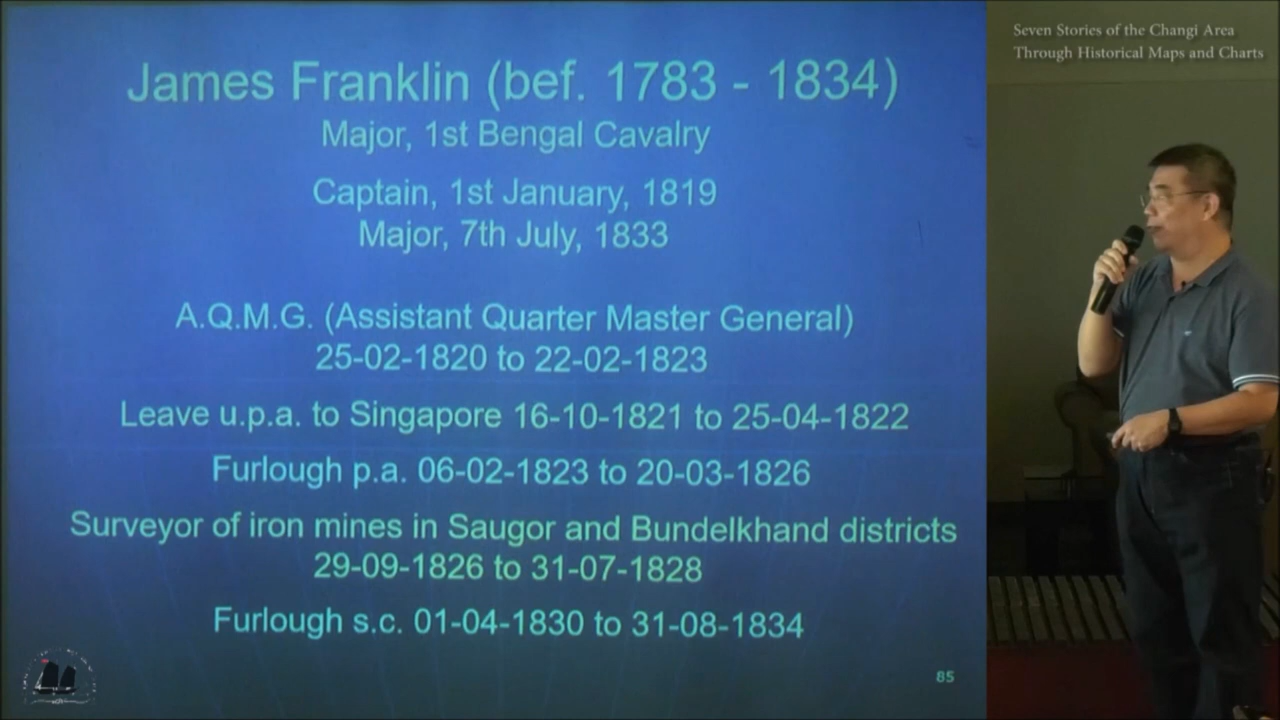 James Franklin (bef. 1783 - 1834)
Major, 1st Bengal Cavalry
Captain, 1st January, 1819
Major, 7th July, 1833
A.Q.M.G. (Assistant Quarter Master General)
25-02-1820 to 22-02-1823
Leave u.p.a. to Singapore 16-10-1821 to 25-04-1822
Furlough p.a. 06-02-1823 to 20-03-1826
Surveyor of iron mines in Saugor and Bundelkhand districts
29-09-1826 to 31-07-1828
Furlough s.c. 01-04-1830 to 31-08-1834
85
Seven Stories of the Changi Area
Through Historical Maps and Charts